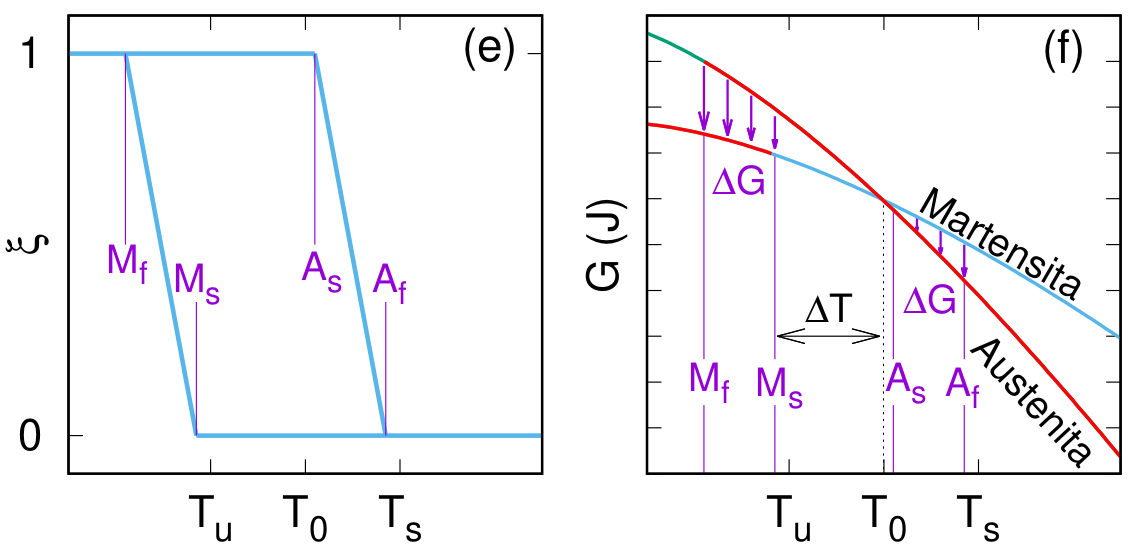 (e)
1
ξ
0
M_f
M_s
A_s
A_f
T_u T_0 T_s
(f)
G (J)
ΔG
Martensita
ΔG
ΔT
M_f M_s A_s A_f
Austenita
T_u T_0 T_s